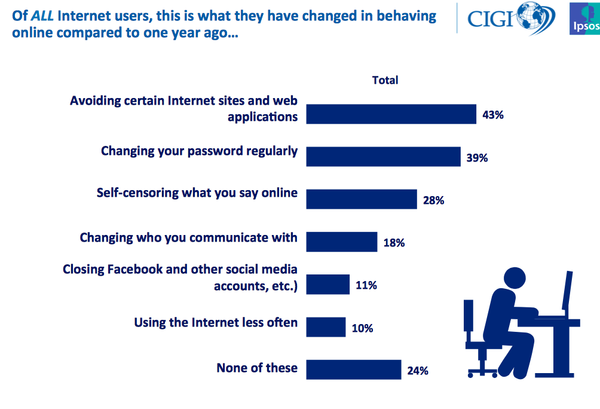 Of ALL Internet users, this is what they have changed in behaving
online compared to one year ago...
CIGI
Ipsos
Total
Avoiding certain Internet sites and web
applications
43%
Changing your password regularly
39%
Self-censoring what you say online
28%
Changing who you communicate with
18%
Closing Facebook and other social media
accounts, etc.)
11%
Using the Internet less often
10%
None of these
24%